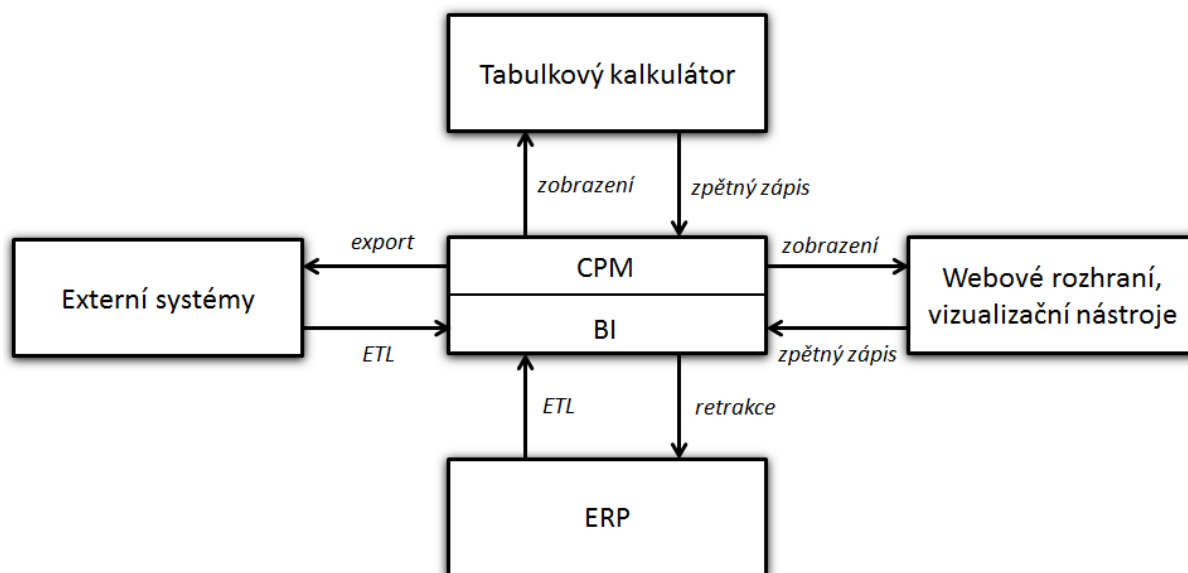 Tabulkový kalkulátor
zobrazení
zpětný zápis
export
zobrazení
Externí systémy
CPM
BI
Webové rozhraní,
vizualizační nástroje
ETL
zpětný zápis
ETL
retrakce
ERP